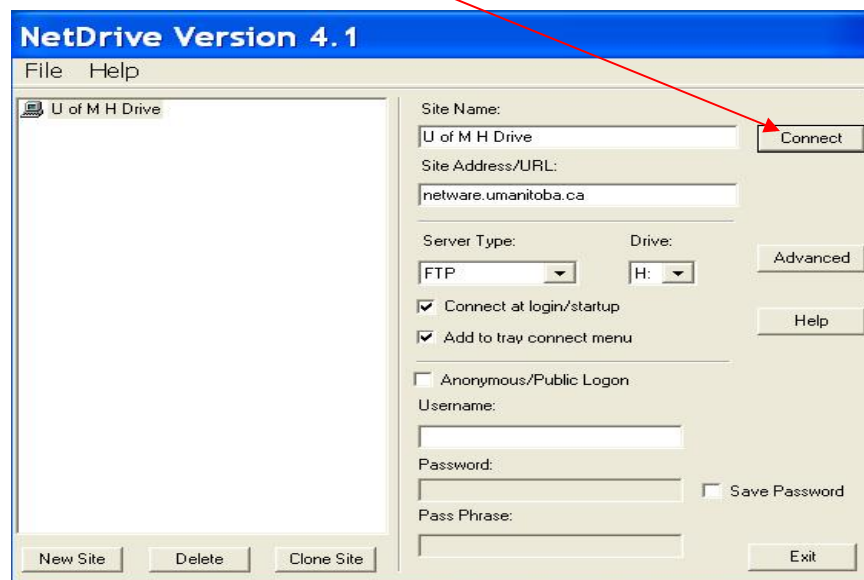 NetDrive Version 4.1
File Help
U of M H Drive
Site Name:
U of M H Drive
Connect
Site Address/URL:
netware.umanitoba.ca
Server Type: Drive:
Advanced
FTP H:
Connect at login/startup
Help
Add to tray connect menu
Anonymous/Public Logon
Username:
Password:
Save Password
Pass Phrase:
New Site Delete Clone Site Exit